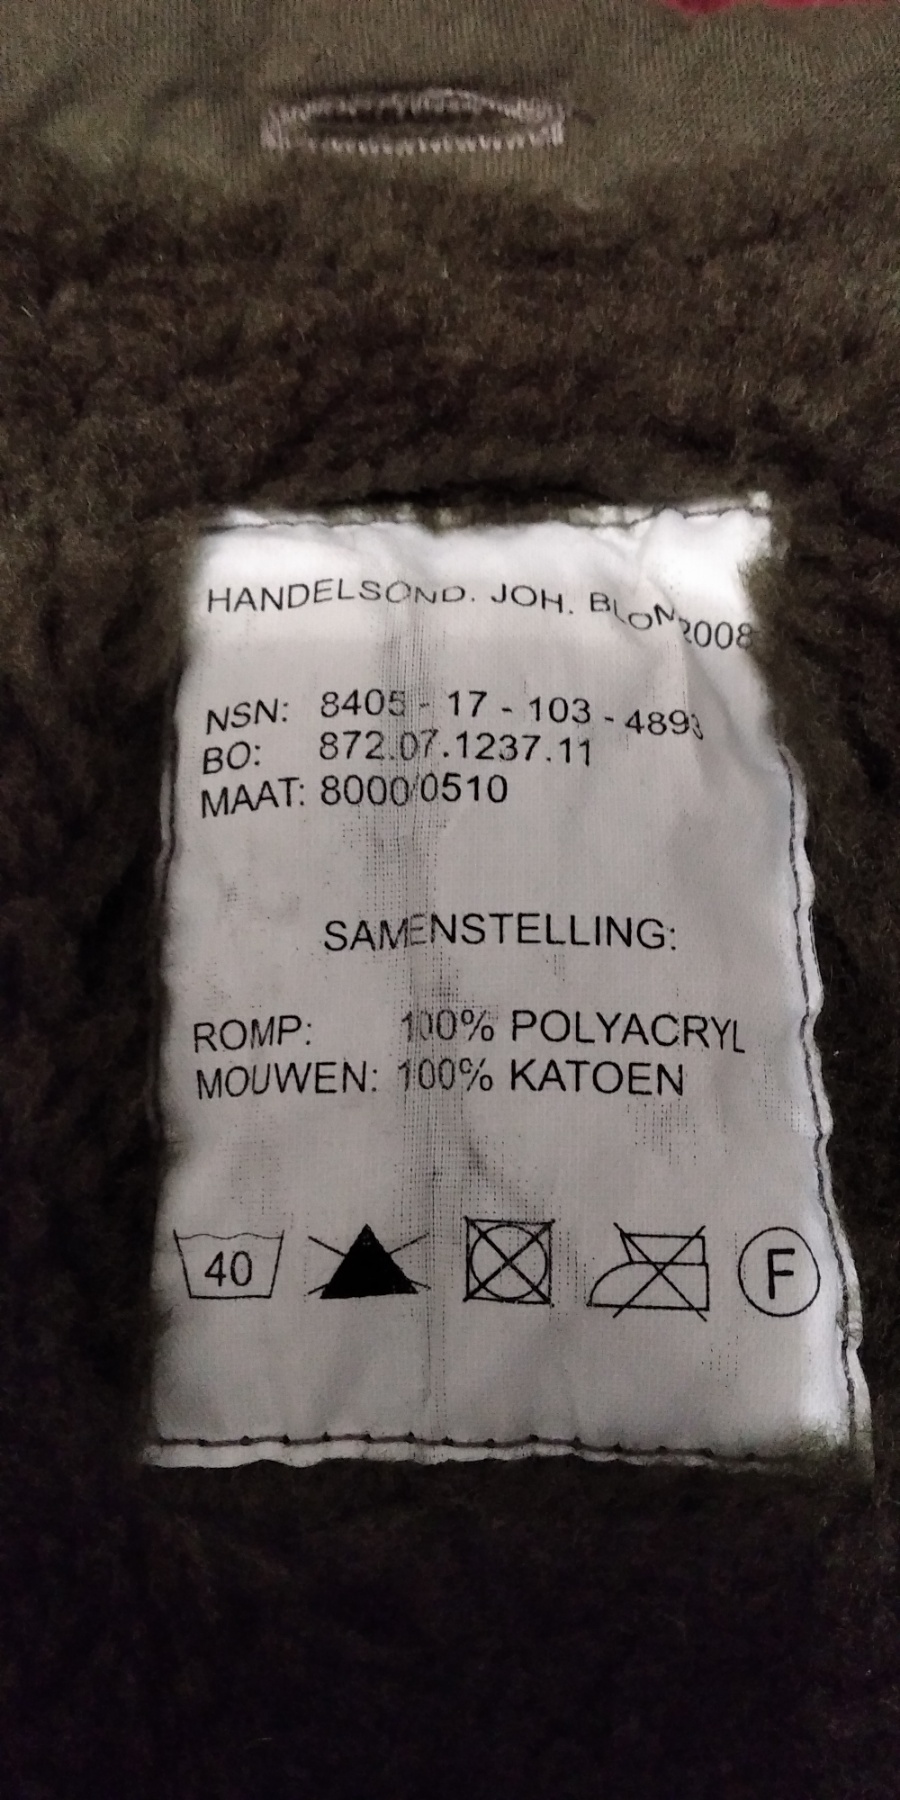 HANDELSOND. JOH. BLOM 2008
NSN: 8405 - 17 - 103 - 4893
BO: 872.07.1237.11
MAAT: 8000/0510
SAMENSTELLING:
ROMP: 100% POLYACRYL
MOUWEN: 100% KATOEN
40
F